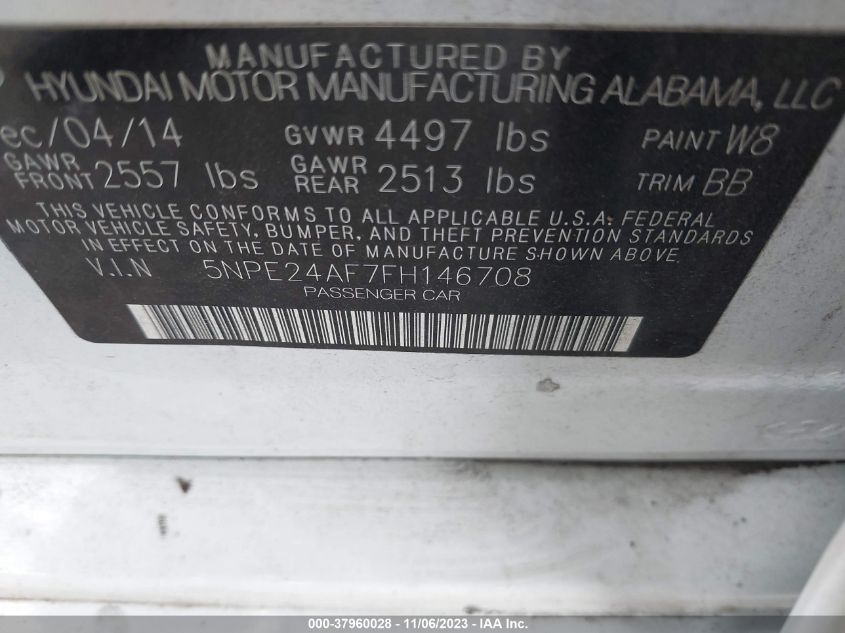 MANUFACTURED BY
HYUNDAI MOTOR MANUFACTURING ALABAMA, LLC
ec/04/14 GVWR 4497 lbs PAINT W8
GAWR FRONT 2557 lbs GAWR REAR 2513 lbs TRIM BB
THIS VEHICLE CONFORMS TO ALL APPLICABLE U.S.A. FEDERAL
MOTOR VEHICLE SAFETY, BUMPER, AND THEFT PREVENTION STANDARDS
IN EFFECT ON THE DATE OF MANUFACTURE SHOWN ABOVE.
V.I.N 5NPE24AF7FH146708
PASSENGER CAR
000-37960028 - 11/06/2023 - IAA Inc.